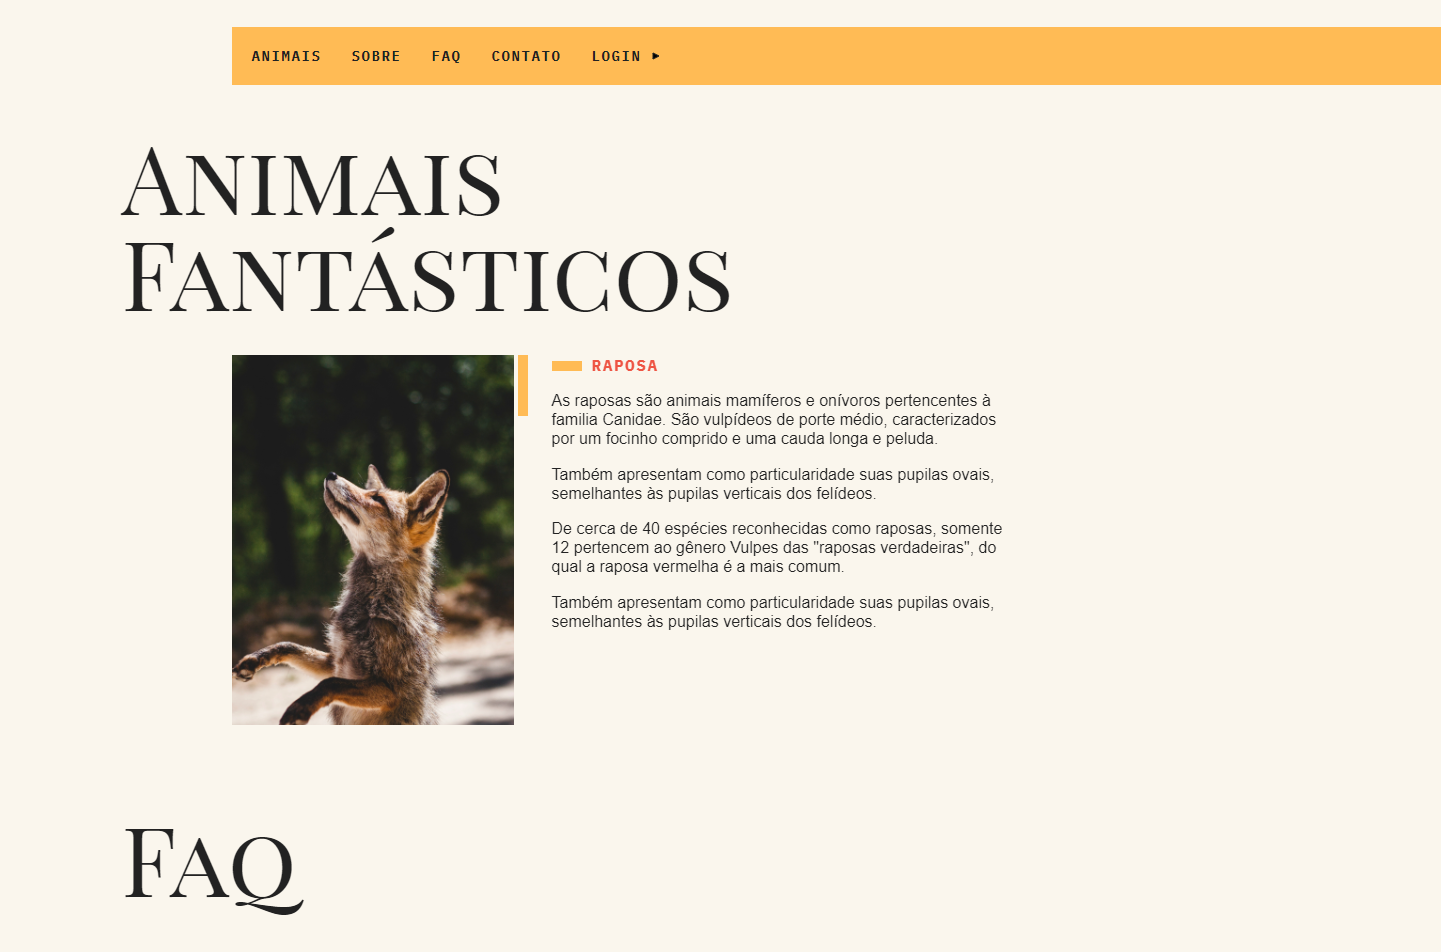 ANIMAIS SOBRE FAQ CONTATO LOGIN ▸
ANIMAIS
FANTÁSTICOS
RAPOSA
As raposas são animais mamíferos e onívoros pertencentes à
familia Canidae. São vulpídeos de porte médio, caracterizados
por um focinho comprido e uma cauda longa e peluda.
Também apresentam como particularidade suas pupilas ovais,
semelhantes às pupilas verticais dos felídeos.
De cerca de 40 espécies reconhecidas como raposas, somente
12 pertencem ao gênero Vulpes das "raposas verdadeiras", do
qual a raposa vermelha é a mais comum.
Também apresentam como particularidade suas pupilas ovais,
semelhantes às pupilas verticais dos felídeos.
FAQ